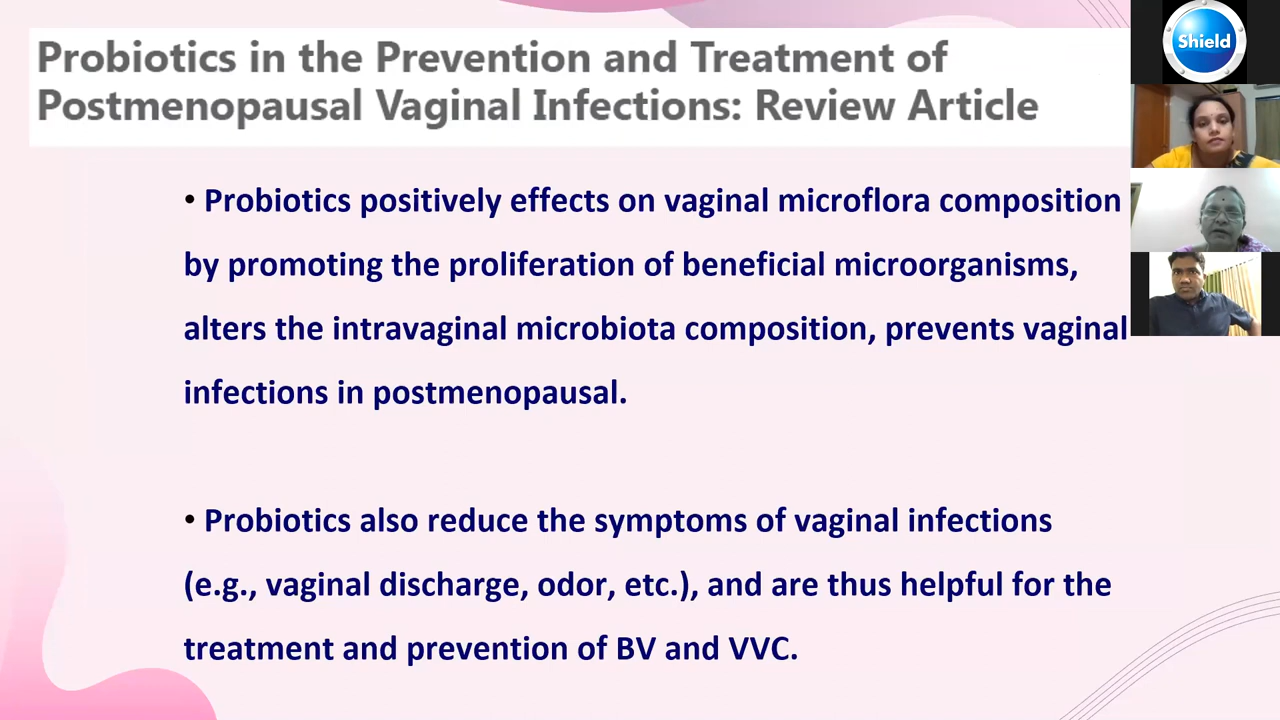 Probiotics in the Prevention and Treatment of
Postmenopausal Vaginal Infections: Review Article
Shield
• Probiotics positively effects on vaginal microflora composition
by promoting the proliferation of beneficial microorganisms,
alters the intravaginal microbiota composition, prevents vaginal
infections in postmenopausal.
• Probiotics also reduce the symptoms of vaginal infections
(e.g., vaginal discharge, odor, etc.), and are thus helpful for the
treatment and prevention of BV and VVC.